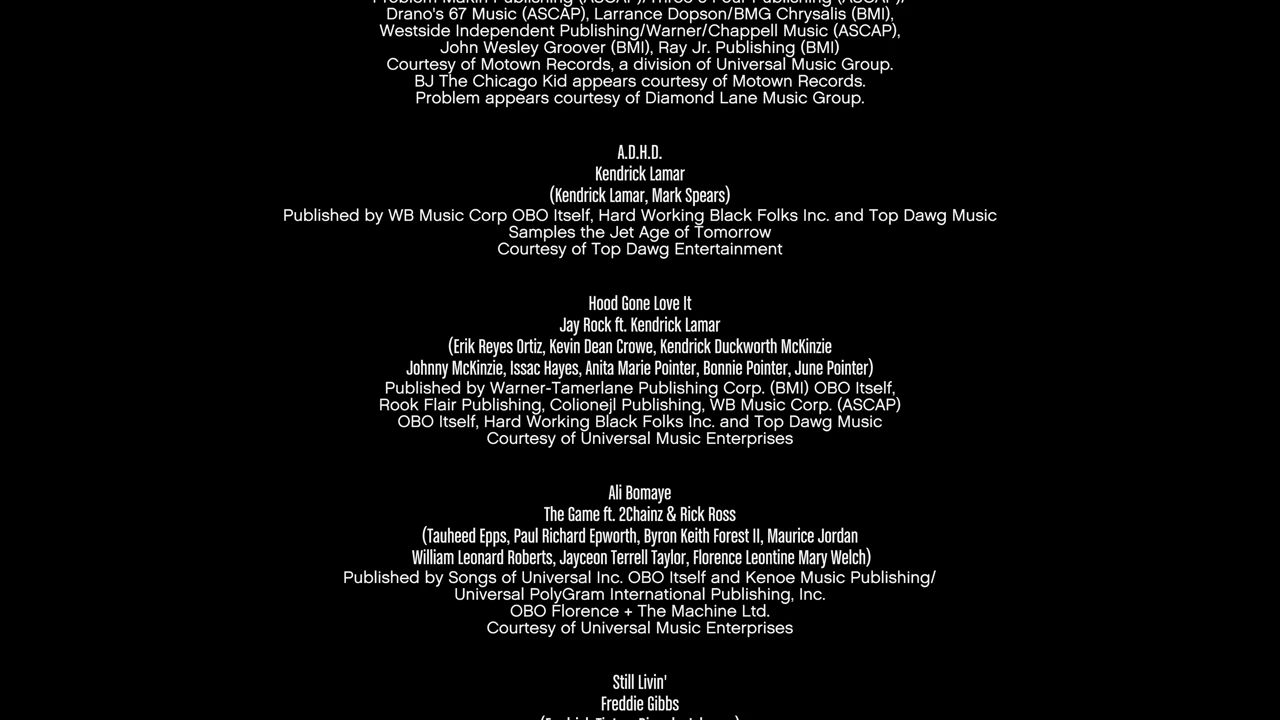 Problem Makin Publishing (ASCAP)/Three's Four Publishing (ASCAP)/
Drano's 67 Music (ASCAP), Larrance Dopson/BMG Chrysalis (BMI),
Westside Independent Publishing/Warner/Chappell Music (ASCAP),
John Wesley Groover (BMI), Ray Jr. Publishing (BMI)
Courtesy of Motown Records, a division of Universal Music Group.
BJ The Chicago Kid appears courtesy of Motown Records.
Problem appears courtesy of Diamond Lane Music Group.
A.D.H.D.
Kendrick Lamar
(Kendrick Lamar, Mark Spears)
Published by WB Music Corp OBO Itself, Hard Working Black Folks Inc. and Top Dawg Music
Samples the Jet Age of Tomorrow
Courtesy of Top Dawg Entertainment
Hood Gone Love It
Jay Rock ft. Kendrick Lamar
(Erik Reyes Ortiz, Kevin Dean Crowe, Kendrick Duckworth McKinzie
Johnny McKinzie, Issac Hayes, Anita Marie Pointer, Bonnie Pointer, June Pointer)
Published by Warner-Tamerlane Publishing Corp. (BMI) OBO Itself,
Rook Flair Publishing, Colionejl Publishing, WB Music Corp. (ASCAP)
OBO Itself, Hard Working Black Folks Inc. and Top Dawg Music
Courtesy of Universal Music Enterprises
Ali Bomaye
The Game ft. 2Chainz & Rick Ross
(Tauheed Epps, Paul Richard Epworth, Byron Keith Forest II, Maurice Jordan
William Leonard Roberts, Jayceon Terrell Taylor, Florence Leontine Mary Welch)
Published by Songs of Universal Inc. OBO Itself and Kenoe Music Publishing/
Universal PolyGram International Publishing, Inc.
OBO Florence + The Machine Ltd.
Courtesy of Universal Music Enterprises
Still Livin'
Freddie Gibbs